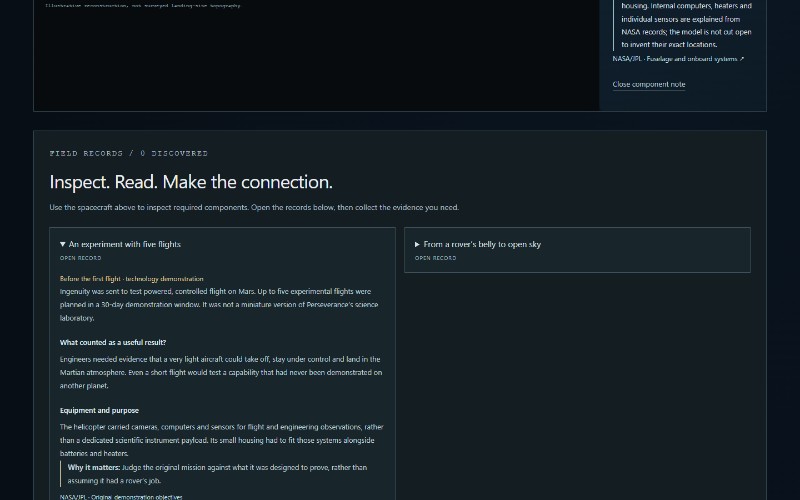 Illustrative reconstruction, not surveyed landing-site topography.
housing. Internal computers, heaters and
individual sensors are explained from
NASA records; the model is not cut open
to invent their exact locations.
NASA/JPL · Fuselage and onboard systems ↗
Close component note
FIELD RECORDS / 0 DISCOVERED
Inspect. Read. Make the connection.
Use the spacecraft above to inspect required components. Open the records below, then collect the evidence you need.
▼ An experiment with five flights
OPEN RECORD
Before the first flight · technology demonstration
Ingenuity was sent to test powered, controlled flight on Mars. Up to five experimental flights were
planned in a 30-day demonstration window. It was not a miniature version of Perseverance's science
laboratory.
What counted as a useful result?
Engineers needed evidence that a very light aircraft could take off, stay under control and land in the
Martian atmosphere. Even a short flight would test a capability that had never been demonstrated on
another planet.
Equipment and purpose
The helicopter carried cameras, computers and sensors for flight and engineering observations, rather
than a dedicated scientific instrument payload. Its small housing had to fit those systems alongside
batteries and heaters.
Why it matters: Judge the original mission against what it was designed to prove, rather than
assuming it had a rover's job.
NASA/JPL · Original demonstration objectives
▶ From a rover's belly to open sky
OPEN RECORD